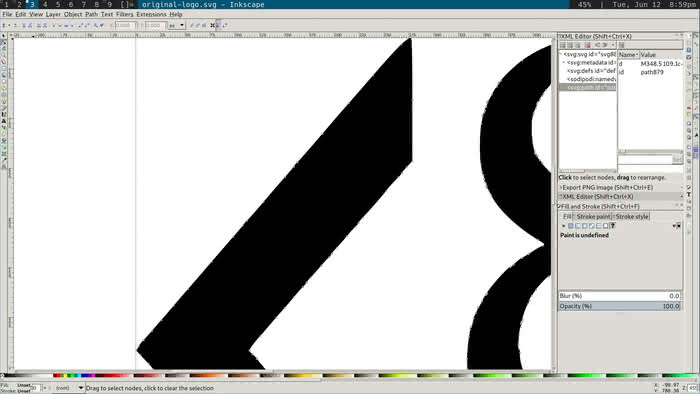 1 2 3 4 5 6 7 8 9 []= original-logo.svg - Inkscape 45% | Tue, Jun 12 8:59pm
File Edit View Layer Object Path Text Filters Extensions Help
XML Editor (Shift+Ctrl+X)
Name Value
<svg:svg id="svg8
<svg:metadata id
<svg:defs id="def
<sodipodi:namedv
<svg:path id="pat
d M348.5 109.1c-
id path879
Set
Click to select nodes, drag to rearrange.
Export PNG Image (Shift+Ctrl+E)
XML Editor (Shift+Ctrl+X)
Fill and Stroke (Shift+Ctrl+F)
Fill Stroke paint Stroke style
Paint is undefined
Blur (%) 0.0
Opacity (%) 100.0
Fill: Unset
Stroke: Unset
(root) Drag to select nodes, click to clear the selection
X: -98.97
Y: 780.30